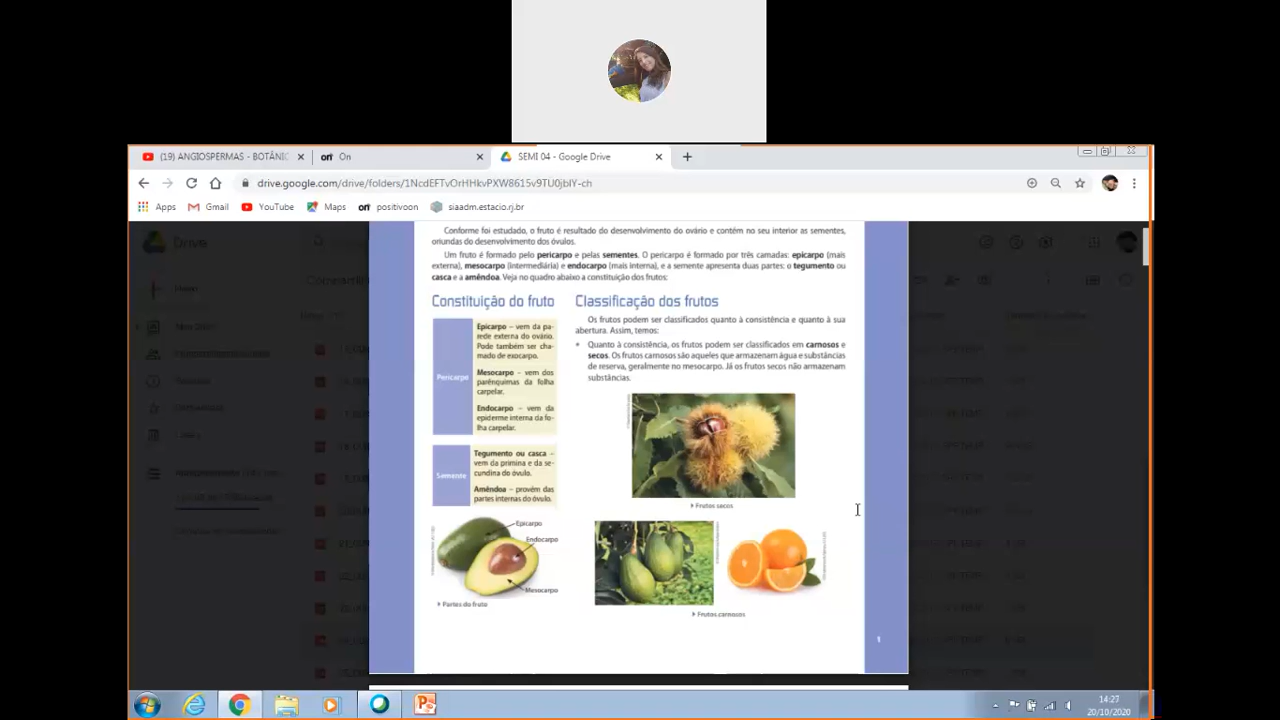 (19) ANGIOSPERMAS - BOTÂNIC
On
SEMI 04 - Google Drive
drive.google.com/drive/folders/1NcdEFTvOrHHkvPXW8615v9TU0jbIY-ch
Apps
Gmail
YouTube
Maps
on positivoon
on siaadm.estacio.rj.br
Drive
Conforme foi estudado, o fruto é resultado do desenvolvimento do ovário e contém no seu interior as sementes,
oriundas do desenvolvimento dos óvulos.
Um fruto é formado pelo pericarpo e pelas sementes. O pericarpo é formado por três camadas: epicarpo (mais
externa), mesocarpo (intermediária) e endocarpo (mais interna), e a semente apresenta duas partes: o tegumento ou
casca e a amêndoa. Veja no quadro abaixo a constituição dos frutos:
Constituição do fruto
Pericarpo
Epicarpo – vem da pa-
rede externa do ovário.
Pode também ser cha-
mado de exocarpo.
Mesocarpo – vem dos
parênquimas da folha
carpelar.
Endocarpo – vem da
epiderme interna da fo-
lha carpelar.
Semente
Tegumento ou casca –
vem da primina e da se-
cundina do óvulo.
Amêndoa – provém das
partes internas do óvulo.
Epicarpo
Endocarpo
Mesocarpo
Partes do fruto
Classificação dos frutos
Os frutos podem ser classificados quanto à consistência e quanto à sua
abertura. Assim, temos:
Quanto à consistência, os frutos podem ser classificados em carnosos e
secos. Os frutos carnosos são aqueles que armazenam água e substâncias
de reserva, geralmente no mesocarpo. Já os frutos secos não armazenam
substâncias.
Frutos secos
Frutos carnosos
1
14:27
20/10/2020